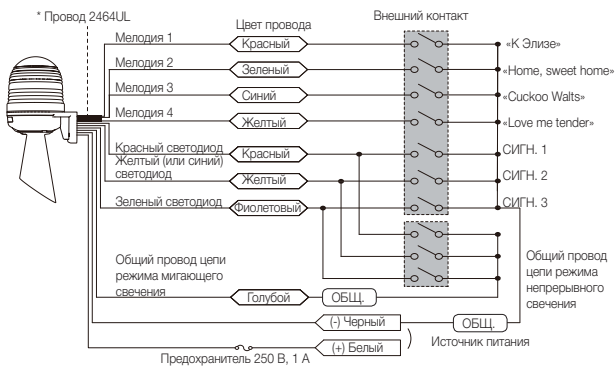 * Провод 2464UL
Цвет провода
Внешний контакт
Мелодия 1
Красный
«К Элизе»
Мелодия 2
Зеленый
«Home, sweet home»
Мелодия 3
Синий
«Cuckoo Walts»
Мелодия 4
Желтый
«Love me tender»
Красный светодиод
Красный
СИГН. 1
Желтый (или синий)
светодиод
Желтый
СИГН. 2
Зеленый светодиод
Фиолетовый
СИГН. 3
Общий провод цепи
режима мигающего
свечения
Голубой
ОБЩ.
Общий провод
цепи режима
непрерывного
свечения
(-) Черный
ОБЩ.
Источник питания
(+) Белый
Предохранитель 250 В, 1 А